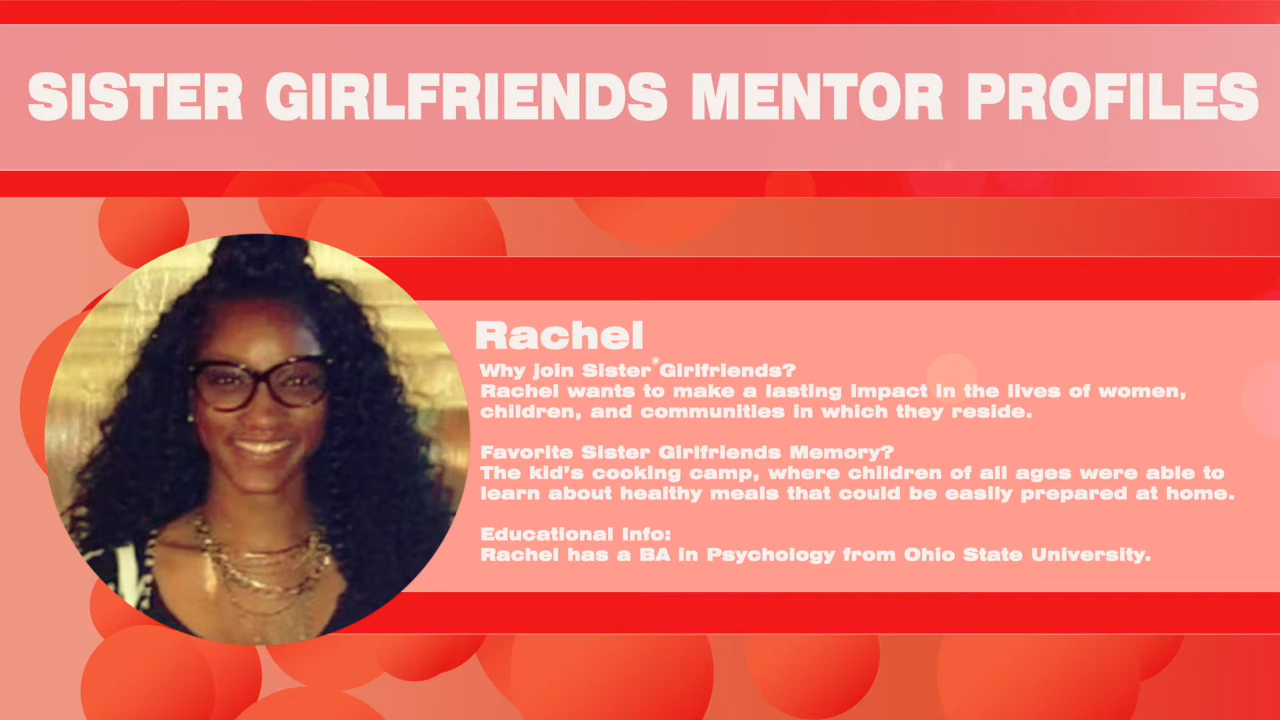 SISTER GIRLFRIENDS MENTOR PROFILES
Rachel
Why join Sister Girlfriends?
Rachel wants to make a lasting impact in the lives of women,
children, and communities in which they reside.
Favorite Sister Girlfriends Memory?
The kid's cooking camp, where children of all ages were able to
learn about healthy meals that could be easily prepared at home.
Educational Info:
Rachel has a BA in Psychology from Ohio State University.